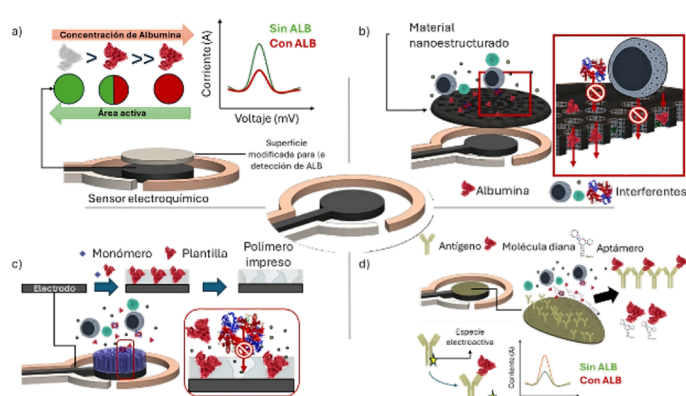 a)
Concentración de Albumina
> >>
Área activa
Sin ALB
Con ALB
Corriente (A)
Voltaje (mV)
Superficie
modificada para la
detección de ALB
Sensor electroquímico
b)
Material
nanoestructurado
Albumina
Interferentes
c)
Monómero
Plantilla
Polímero
impreso
Electrodo
d)
Antígeno
Molécula diana
Aptámero
Especie
electroactiva
Corriente(A)
Sin ALB
Con ALB